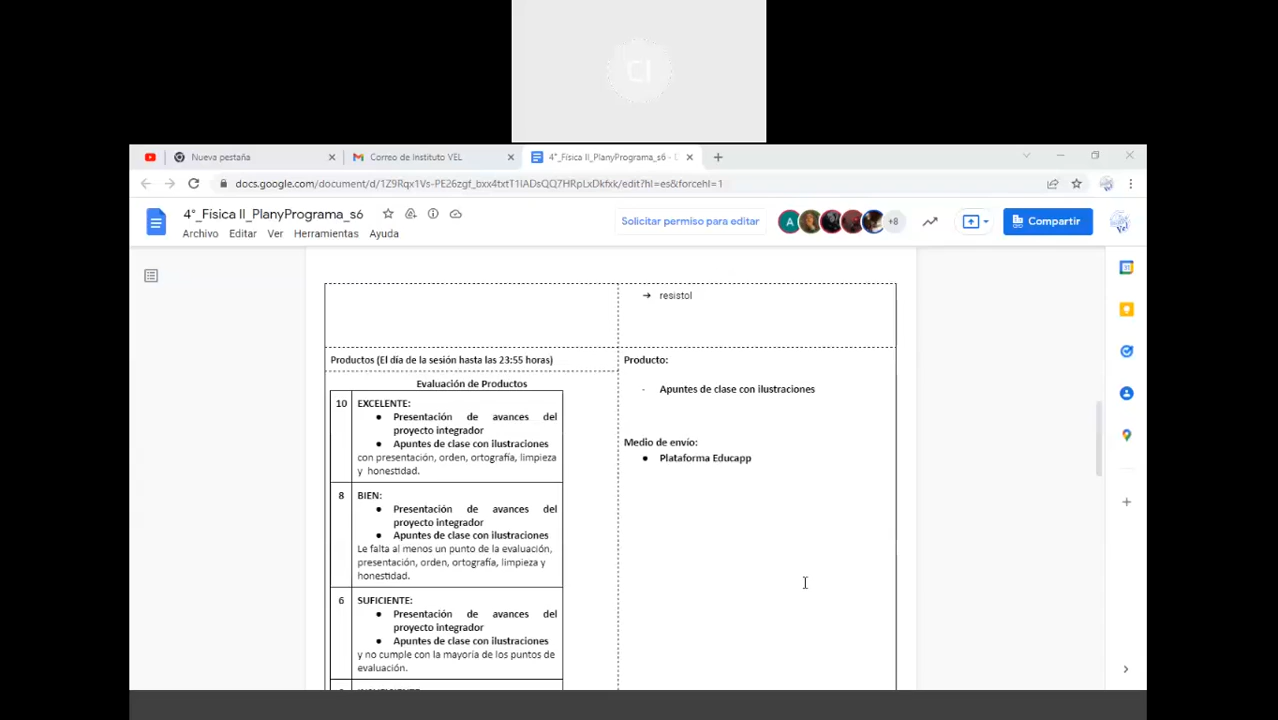 CI
Nueva pestaña
Correo de Instituto VEL
4°_Física II_PlanyPrograma_s6 - D
docs.google.com/document/d/1Z9Rqx1Vs-PE26zgf_bxx4txtT1lADsQQ7HRpLxDkfxk/edit?hl=es&forcehl=1
4°_Física II_PlanyPrograma_s6
Archivo Editar Ver Herramientas Ayuda
Solicitar permiso para editar
A
+8
Compartir
→ resistol
Productos (El día de la sesión hasta las 23:55 horas)
Evaluación de Productos
10 EXCELENTE:
● Presentación de avances del
proyecto integrador
● Apuntes de clase con ilustraciones
con presentación, orden, ortografía, limpieza
y honestidad.
8 BIEN:
● Presentación de avances del
proyecto integrador
● Apuntes de clase con ilustraciones
Le falta al menos un punto de la evaluación,
presentación, orden, ortografía, limpieza y
honestidad.
6 SUFICIENTE:
● Presentación de avances del
proyecto integrador
● Apuntes de clase con ilustraciones
y no cumple con la mayoría de los puntos de
evaluación.
Producto:
- Apuntes de clase con ilustraciones
Medio de envío:
● Plataforma Educapp